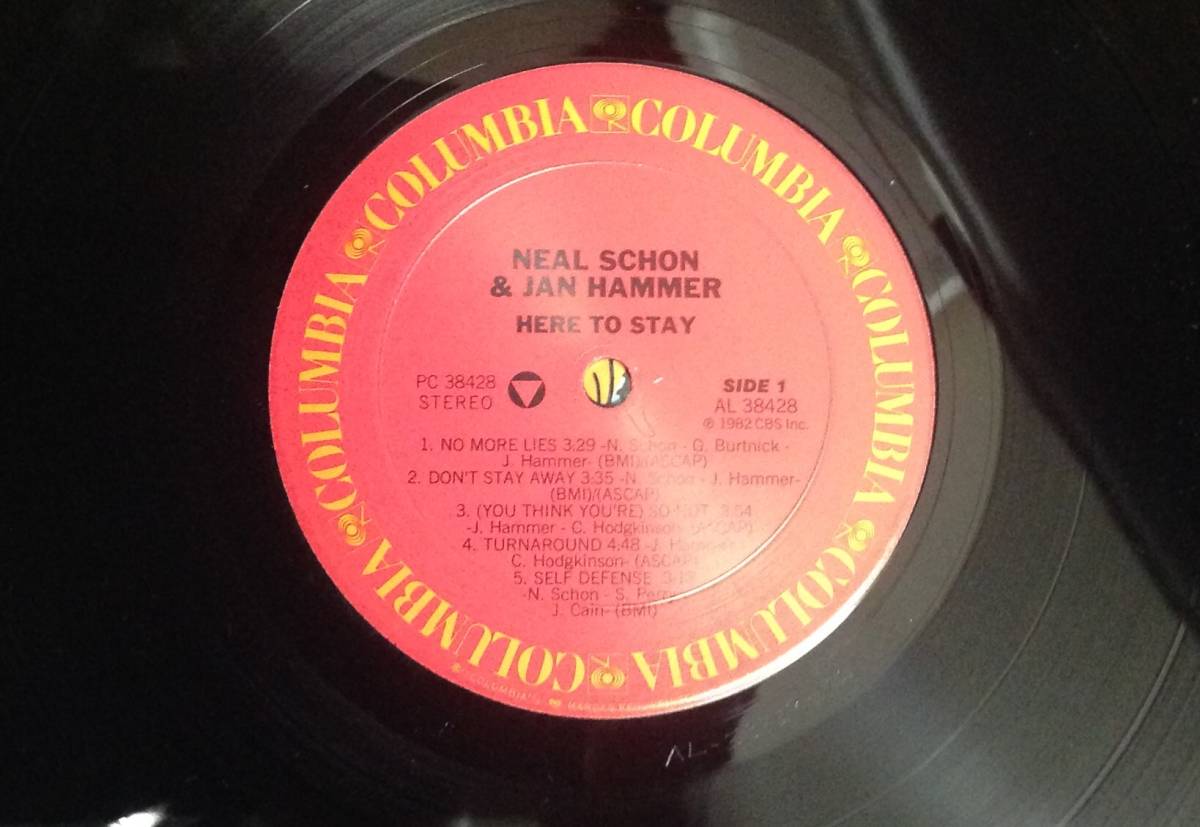 COLUMBIA COLUMBIA COLUMBIA COLUMBIA COLUMBIA COLUMBIA COLUMBIA COLUMBIA
NEAL SCHON
& JAN HAMMER
HERE TO STAY
PC 38428
STEREO
SIDE 1
AL 38428
℗ 1982 CBS Inc.
1. NO MORE LIES 3:29 -N. Schon - G. Burtnick -
J. Hammer- (BMI)/(ASCAP)
2. DON'T STAY AWAY 3:35 -N. Schon - J. Hammer-
(BMI)/(ASCAP)
3. (YOU THINK YOU'RE) SO HOT 3:54
-J. Hammer - C. Hodgkinson- (ASCAP)
4. TURNAROUND 4:48 -J. Hammer -
C. Hodgkinson- (ASCAP)
5. SELF DEFENSE
-N. Schon - S. Perry
J. Cain- (BMI)
AL-